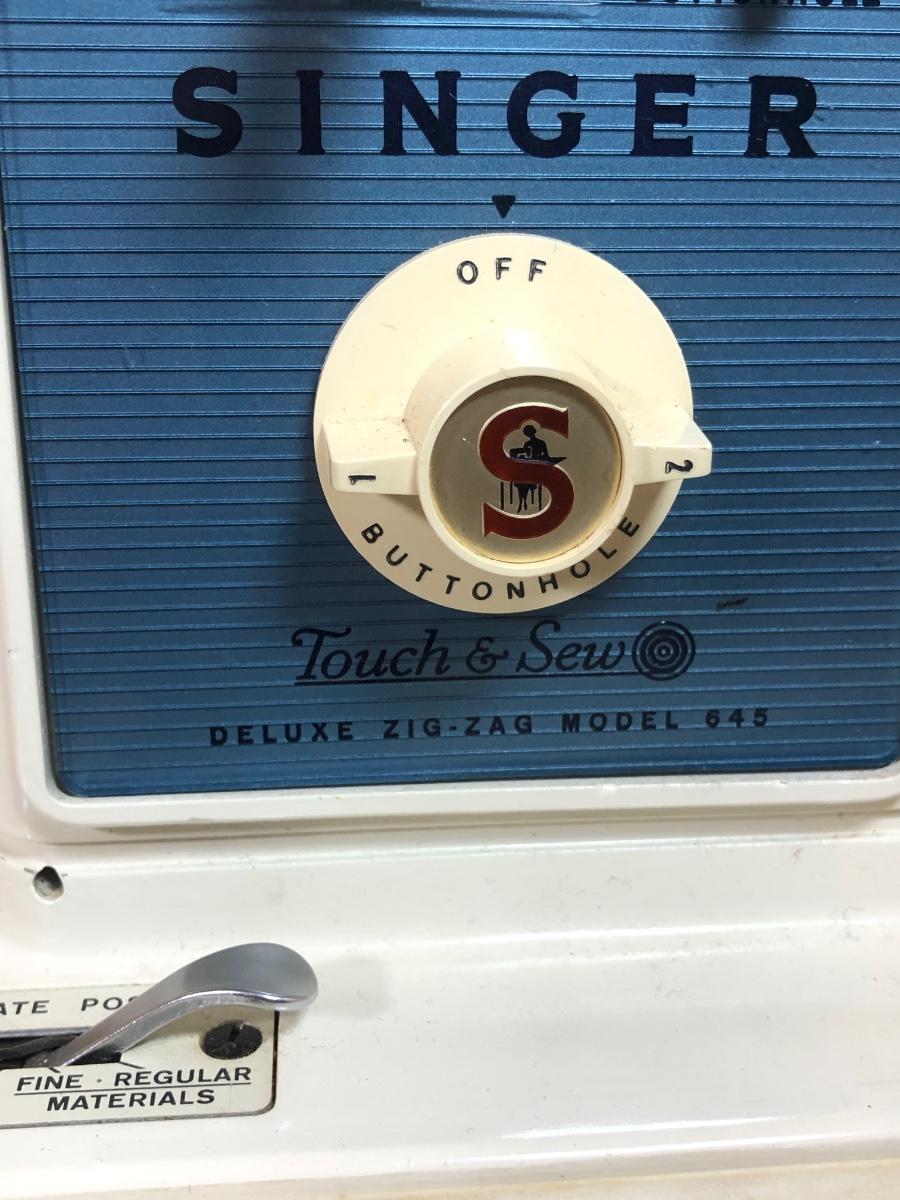 SINGER
OFF
1
S
2
BUTTONHOLE
Touch & Sew
DELUXE ZIG-ZAG MODEL 645
FINE · REGULAR
MATERIALS